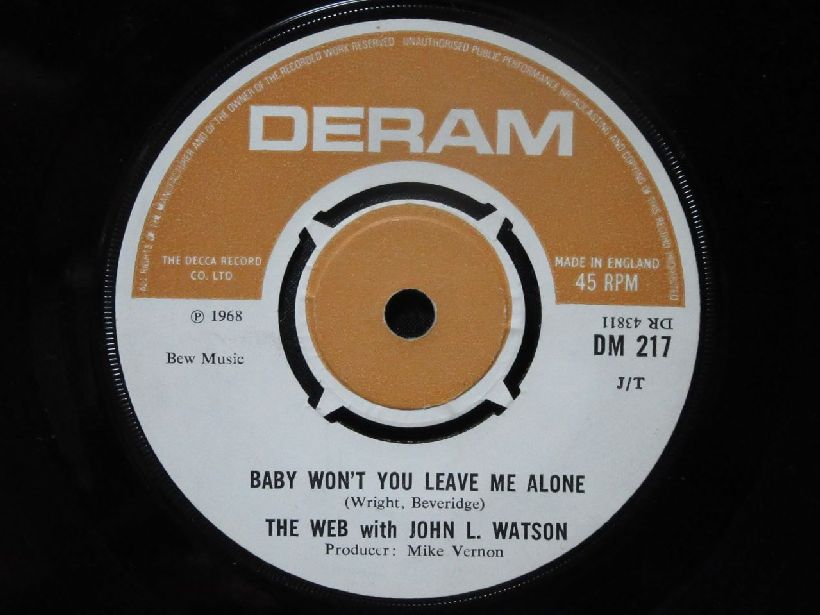 ALL RIGHTS OF THE MANUFACTURER AND OF THE OWNER OF THE RECORDED WORK RESERVED UNAUTHORISED PUBLIC PERFORMANCE BROADCASTING AND COPYING OF THIS RECORD PROHIBITED
DERAM
THE DECCA RECORD
CO. LTD.
MADE IN ENGLAND
45 RPM
℗ 1968
DR 43811
DM 217
Bew Music
J/T
BABY WON'T YOU LEAVE ME ALONE
(Wright, Beveridge)
THE WEB with JOHN L. WATSON
Producer: Mike Vernon